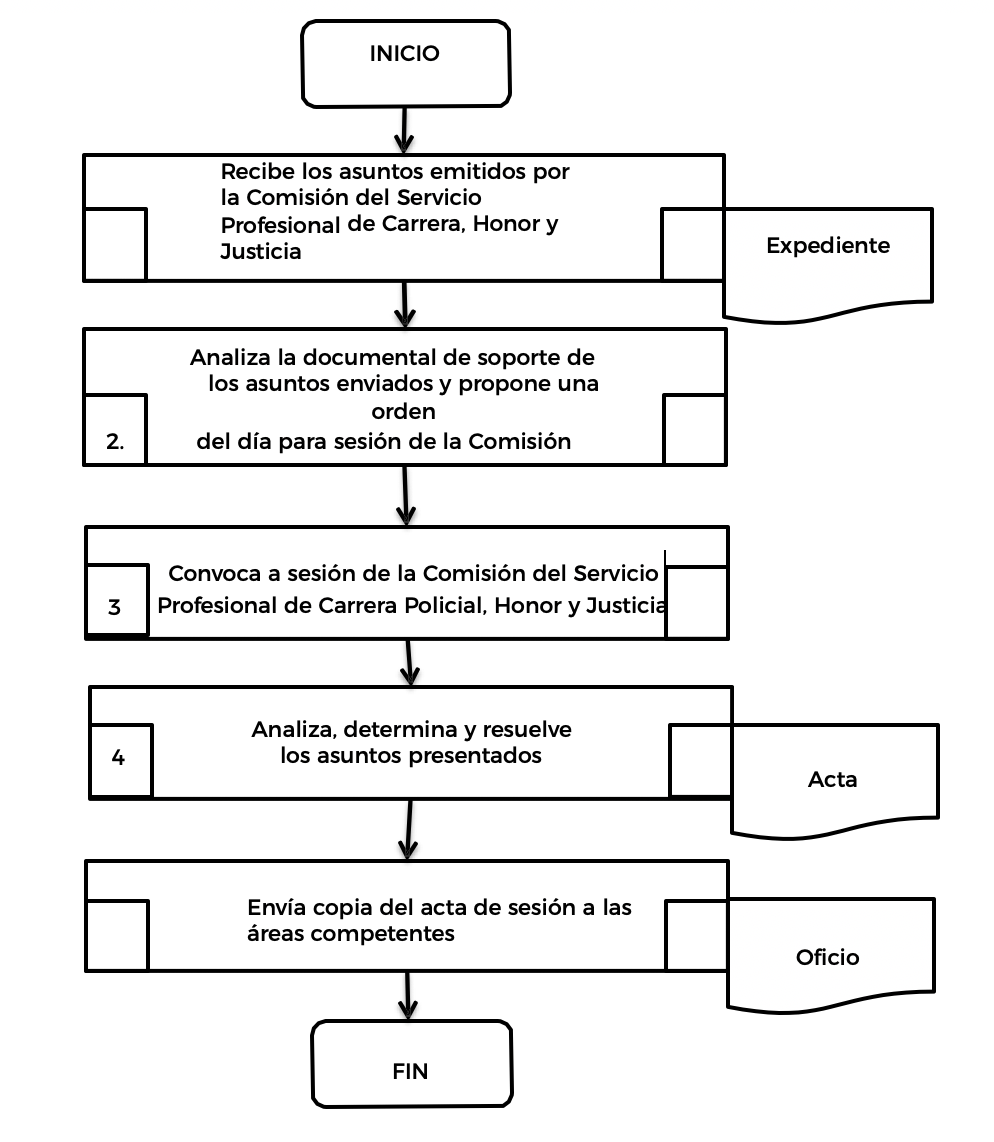 INICIO
Recibe los asuntos emitidos por
la Comisión del Servicio
Profesional de Carrera, Honor y
Justicia
Expediente
Analiza la documental de soporte de
los asuntos enviados y propone una
orden
del día para sesión de la Comisión
2.
Convoca a sesión de la Comisión del Servicio
Profesional de Carrera Policial, Honor y Justicia
3
Analiza, determina y resuelve
los asuntos presentados
4
Acta
Envía copia del acta de sesión a las
áreas competentes
Oficio
FIN